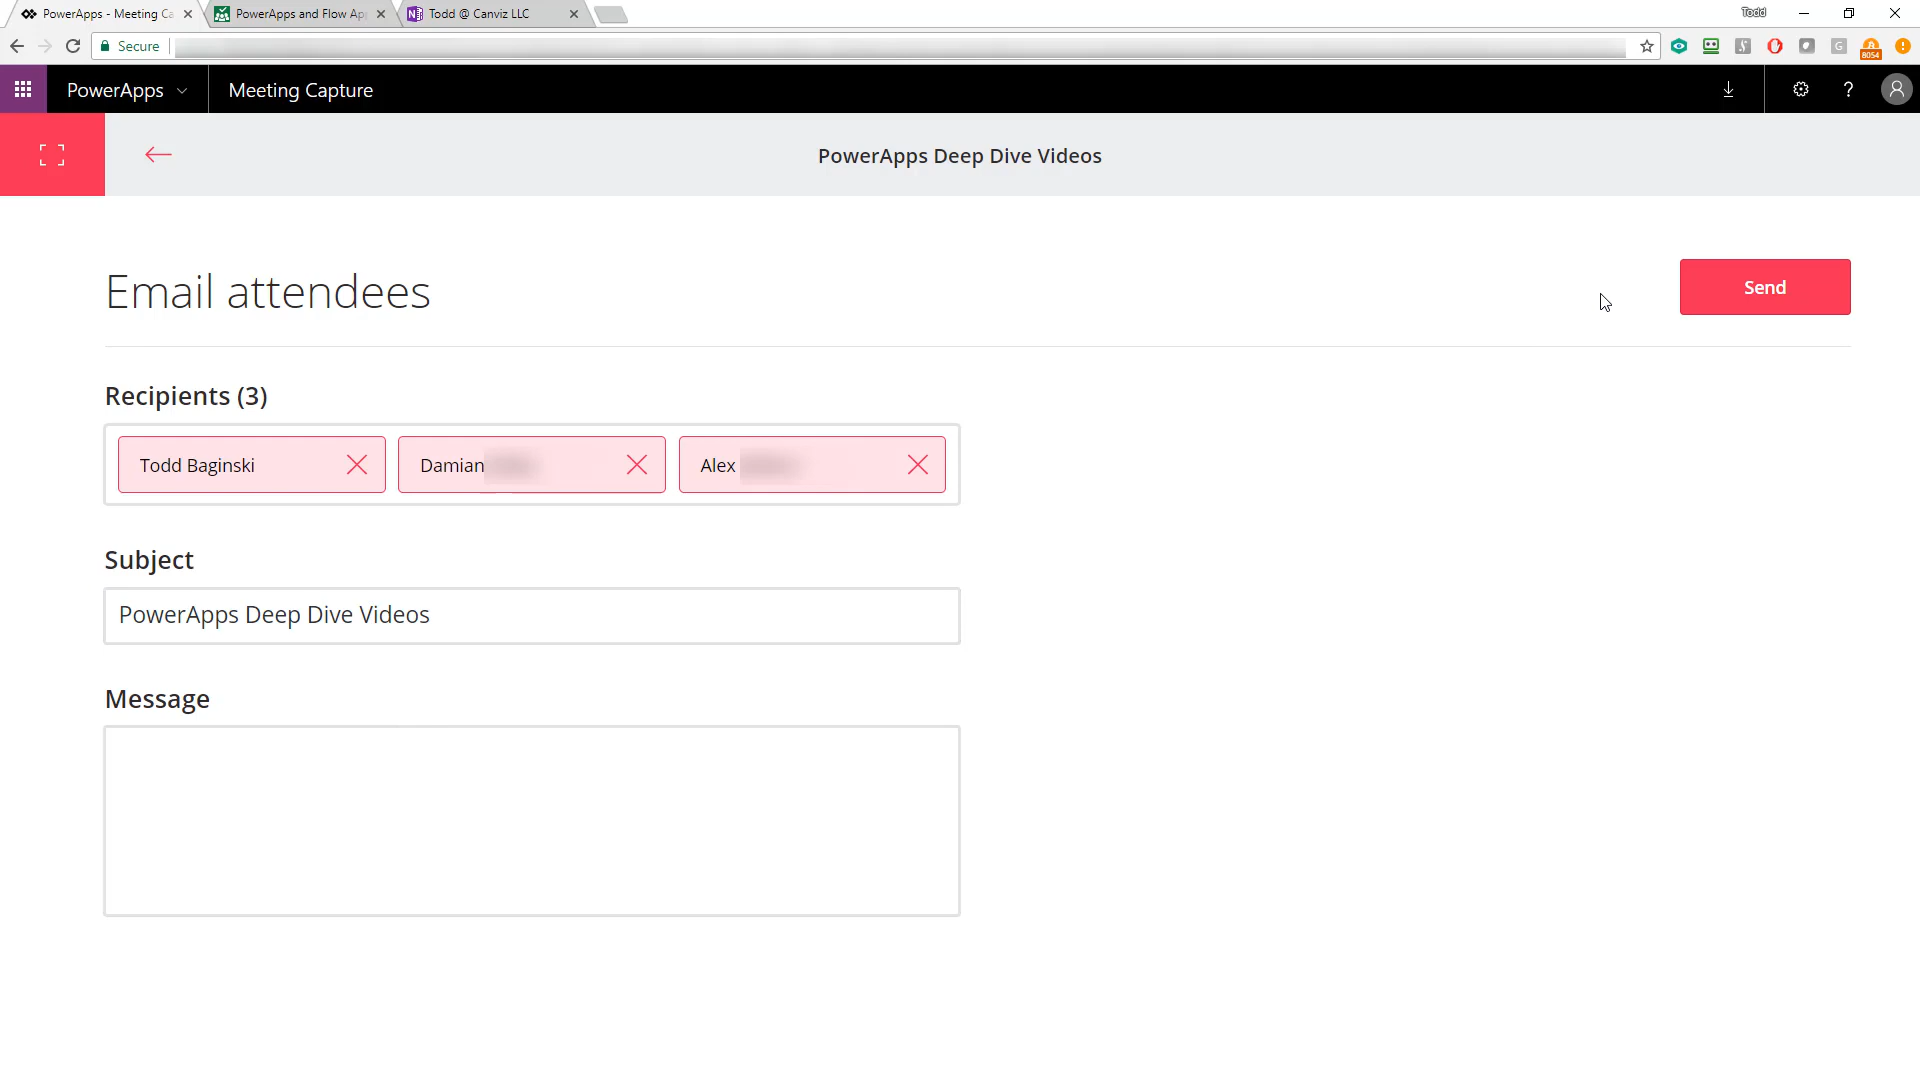 PowerApps - Meeting Ca
PowerApps and Flow Ap
Todd @ Canviz LLC
Todd
Secure
8054
PowerApps
Meeting Capture
?
PowerApps Deep Dive Videos
Email attendees
Send
Recipients (3)
Todd Baginski
Damian
Alex
Subject
PowerApps Deep Dive Videos
Message